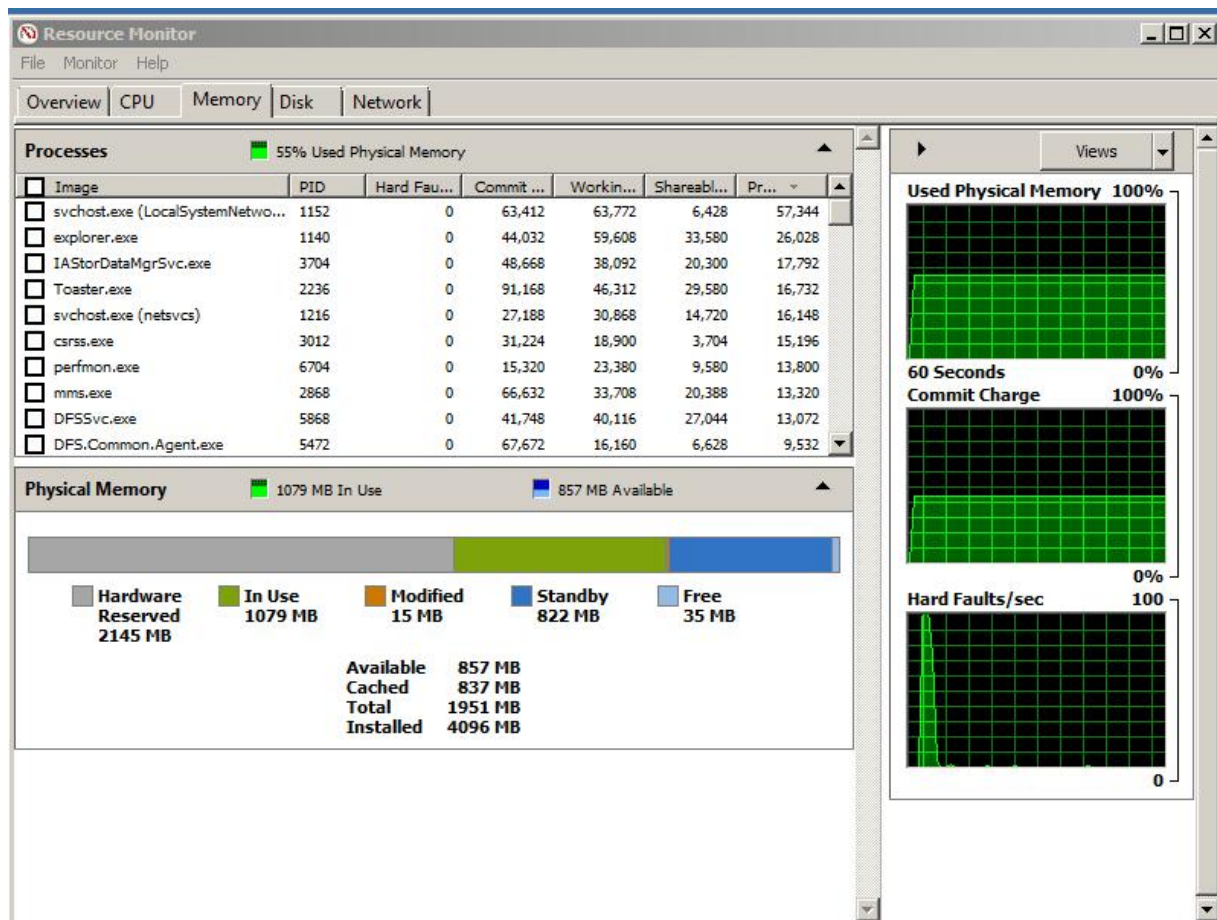 Resource Monitor
File Monitor Help
Overview CPU Memory Disk Network
Processes 55% Used Physical Memory
Image PID Hard Fau... Commit ... Workin... Shareabl... Pr...
svchost.exe (LocalSystemNetwo... 1152 0 63,412 63,772 6,428 57,344
explorer.exe 1140 0 44,032 59,608 33,580 26,028
IAStorDataMgrSvc.exe 3704 0 48,668 38,092 20,300 17,792
Toaster.exe 2236 0 91,168 46,312 29,580 16,732
svchost.exe (netsvcs) 1216 0 27,188 30,868 14,720 16,148
csrss.exe 3012 0 31,224 18,900 3,704 15,196
perfmon.exe 6704 0 15,320 23,380 9,580 13,800
mms.exe 2868 0 66,632 33,708 20,388 13,320
DFSSvc.exe 5868 0 41,748 40,116 27,044 13,072
DFS.Common.Agent.exe 5472 0 67,672 16,160 6,628 9,532
Physical Memory 1079 MB In Use 857 MB Available
Hardware In Use Modified Standby Free
Reserved 1079 MB 15 MB 822 MB 35 MB
2145 MB
Available 857 MB
Cached 837 MB
Total 1951 MB
Installed 4096 MB
Views
Used Physical Memory 100%
60 Seconds 0%
Commit Charge 100%
0%
Hard Faults/sec 100
0